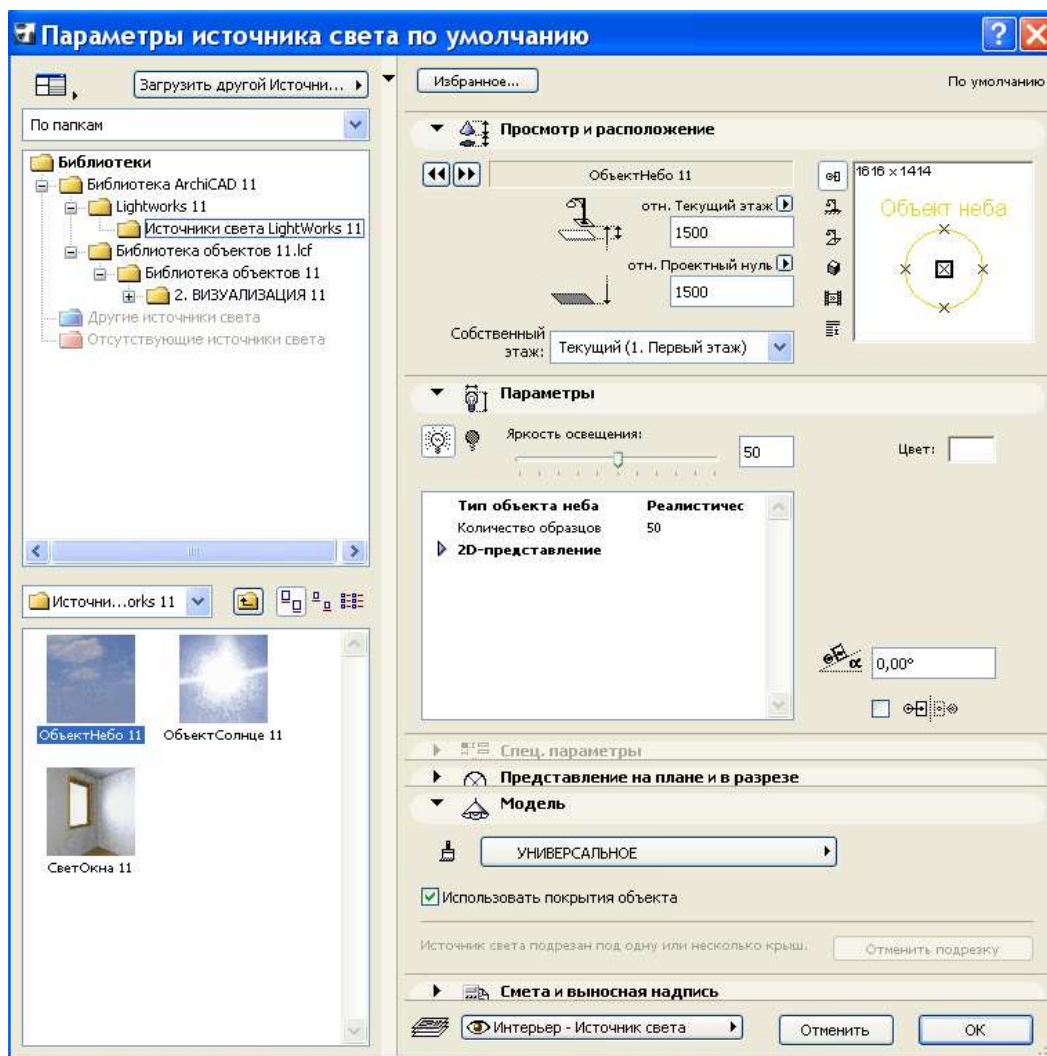 Параметры источника света по умолчанию
Загрузить другой Источни...
По папкам
Библиотеки
Библиотека ArchiCAD 11
Lightworks 11
Источники света LightWorks 11
Библиотека объектов 11.lcf
Библиотека объектов 11
2. ВИЗУАЛИЗАЦИЯ 11
Другие источники света
Отсутствующие источники света
Источни...orks 11
ОбъектНебо 11
ОбъектСолнце 11
СветОкна 11
Избранное...
По умолчанию
Просмотр и расположение
ОбъектНебо 11
отн. Текущий этаж
1500
отн. Проектный нуль
1500
Собственный этаж:
Текущий (1. Первый этаж)
1616 × 1414
Объект неба
Параметры
Яркость освещения:
50
Цвет:
Тип объекта неба Реалистичес
Количество образцов 50
2D-представление
α 0,00°
Спец. параметры
Представление на плане и в разрезе
Модель
УНИВЕРСАЛЬНОЕ
Использовать покрытия объекта
Источник света подрезан под одну или несколько крыш.
Отменить подрезку
Смета и выносная надпись
Интерьер - Источник света
Отменить
OK